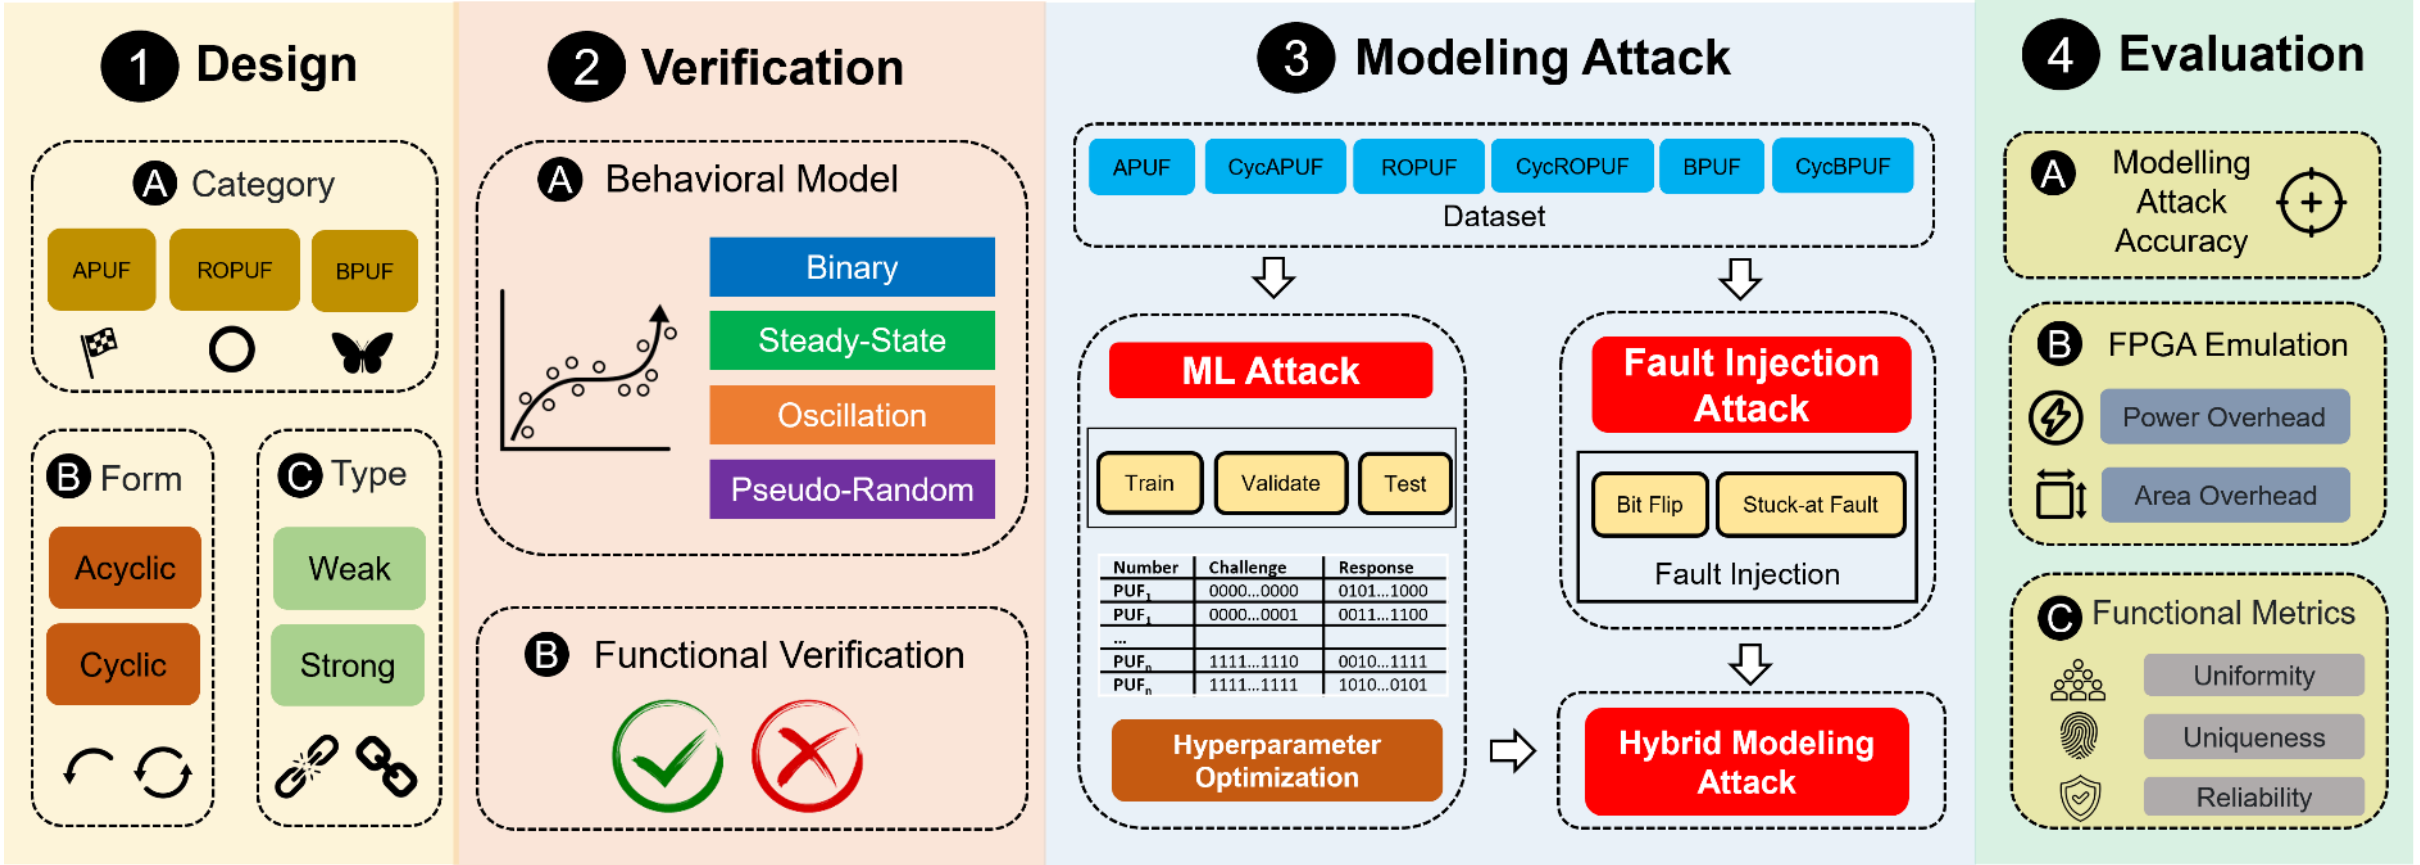 1 Design
A Category
APUF ROPUF BPUF
B Form
Acyclic
Cyclic
C Type
Weak
Strong
2 Verification
A Behavioral Model
Binary
Steady-State
Oscillation
Pseudo-Random
B Functional Verification
3 Modeling Attack
APUF CycAPUF ROPUF CycROPUF BPUF CycBPUF
Dataset
ML Attack
Train Validate Test
Number Challenge Response
PUF1 0000...0000 0101...1000
PUF1 0000...0001 0011...1100
...
PUFn 1111...1110 0010...1111
PUFn 1111...1111 1010...0101
Hyperparameter
Optimization
Fault Injection
Attack
Bit Flip Stuck-at Fault
Fault Injection
Hybrid Modeling
Attack
4 Evaluation
A Modelling
Attack
Accuracy
B FPGA Emulation
Power Overhead
Area Overhead
C Functional Metrics
Uniformity
Uniqueness
Reliability